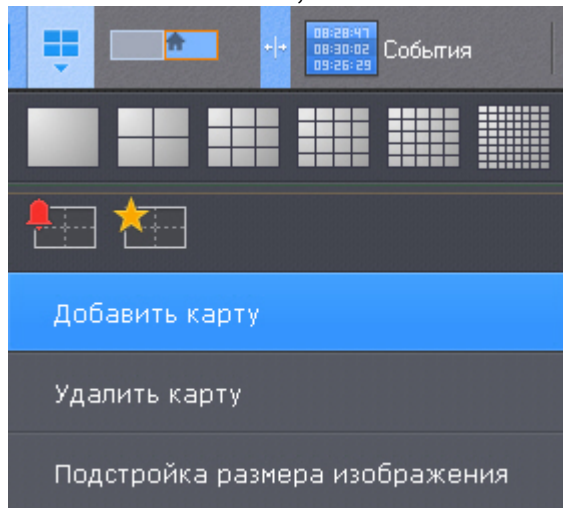 08:28:47
08:30:02
09:26:29
События
Добавить карту
Удалить карту
Подстройка размера изображения